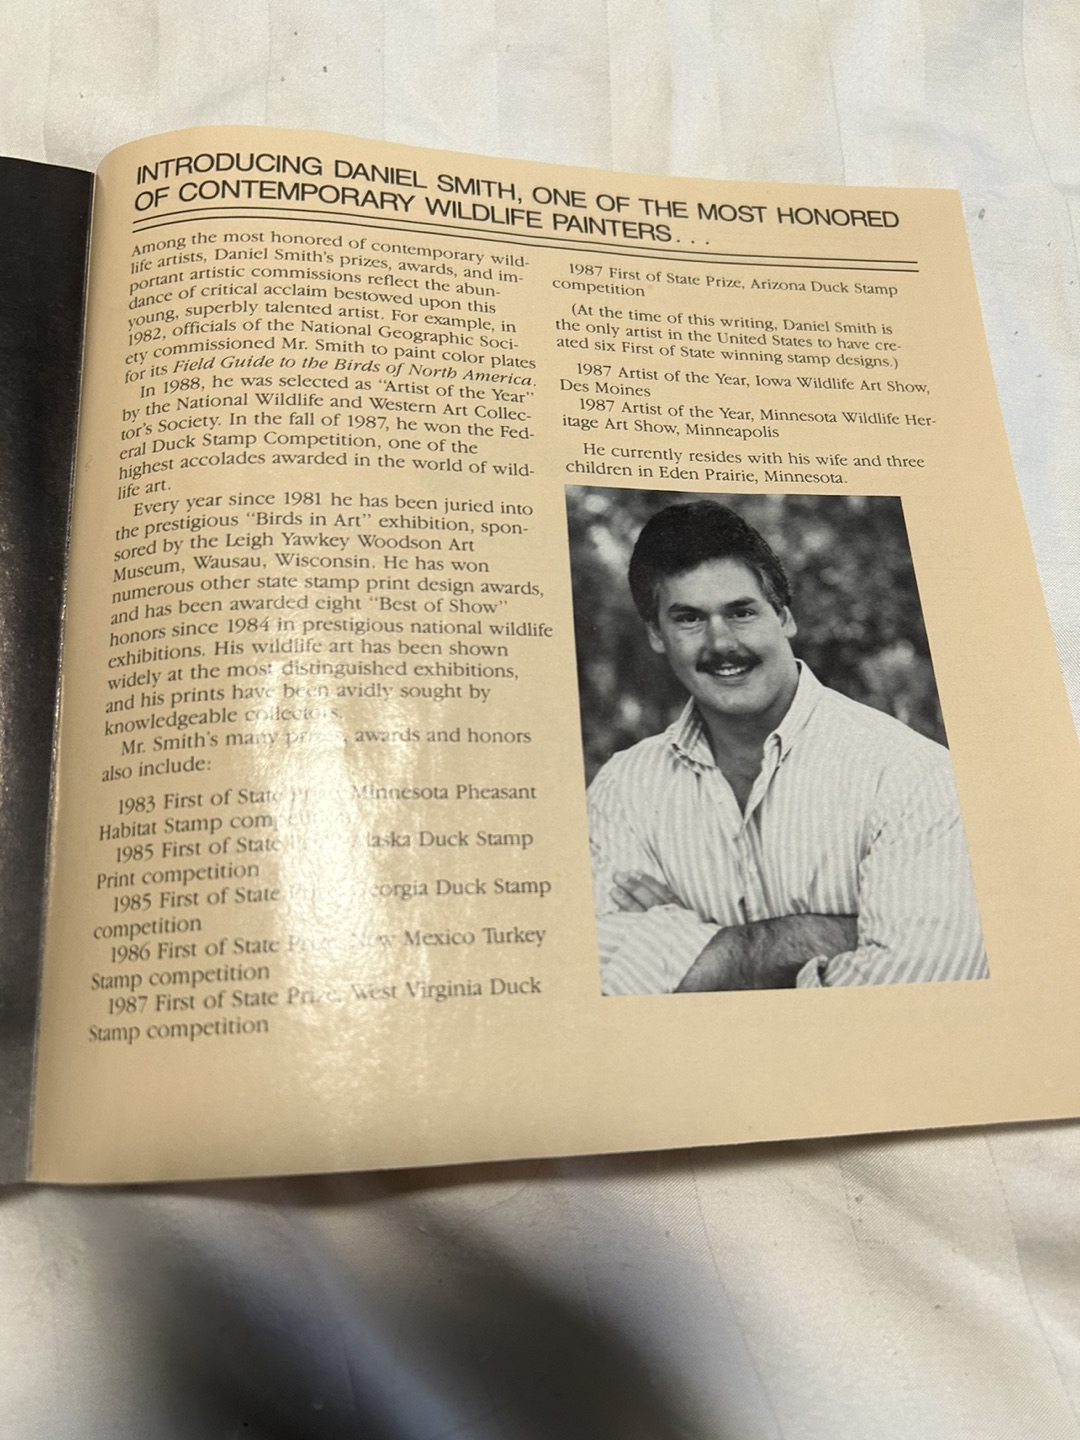 INTRODUCING DANIEL SMITH, ONE OF THE MOST HONORED
OF CONTEMPORARY WILDLIFE PAINTERS...
Among the most honored of contemporary wild-
life artists, Daniel Smith's prizes, awards, and im-
portant artistic commissions reflect the abun-
dance of critical acclaim bestowed upon this
young, superbly talented artist. For example, in
1982, officials of the National Geographic Soci-
ety commissioned Mr. Smith to paint color plates
for its Field Guide to the Birds of North America.
In 1988, he was selected as "Artist of the Year"
by the National Wildlife and Western Art Collec-
tor's Society. In the fall of 1987, he won the Fed-
eral Duck Stamp Competition, one of the
highest accolades awarded in the world of wild-
life art.
Every year since 1981 he has been juried into
the prestigious "Birds in Art" exhibition, spon-
sored by the Leigh Yawkey Woodson Art
Museum, Wausau, Wisconsin. He has won
numerous other state stamp print design awards,
and has been awarded eight "Best of Show"
honors since 1984 in prestigious national wildlife
exhibitions. His wildlife art has been shown
widely at the most distinguished exhibitions,
and his prints have been avidly sought by
knowledgeable collectors.
Mr. Smith's many prizes, awards and honors
also include:
1983 First of State Minnesota Pheasant
Habitat Stamp competition
1985 First of State Alaska Duck Stamp
Print competition
1985 First of State Georgia Duck Stamp
competition
1986 First of State Prize, New Mexico Turkey
Stamp competition
1987 First of State Prize, West Virginia Duck
Stamp competition
1987 First of State Prize, Arizona Duck Stamp
competition
(At the time of this writing, Daniel Smith is
the only artist in the United States to have cre-
ated six First of State winning stamp designs.)
1987 Artist of the Year, Iowa Wildlife Art Show,
Des Moines
1987 Artist of the Year, Minnesota Wildlife Her-
itage Art Show, Minneapolis
He currently resides with his wife and three
children in Eden Prairie, Minnesota.